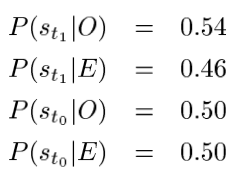 P(s_{t_1}|O) = 0.54
P(s_{t_1}|E) = 0.46
P(s_{t_0}|O) = 0.50
P(s_{t_0}|E) = 0.50